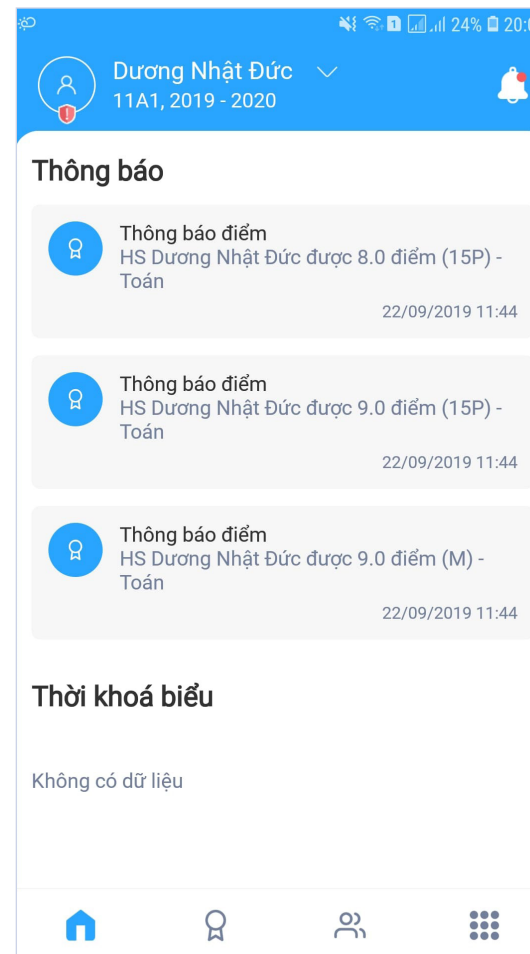 1 24% 20:0
Dương Nhật Đức
11A1, 2019 - 2020
Thông báo
Thông báo điểm
HS Dương Nhật Đức được 8.0 điểm (15P) -
Toán
22/09/2019 11:44
Thông báo điểm
HS Dương Nhật Đức được 9.0 điểm (15P) -
Toán
22/09/2019 11:44
Thông báo điểm
HS Dương Nhật Đức được 9.0 điểm (M) -
Toán
22/09/2019 11:44
Thời khoá biểu
Không có dữ liệu